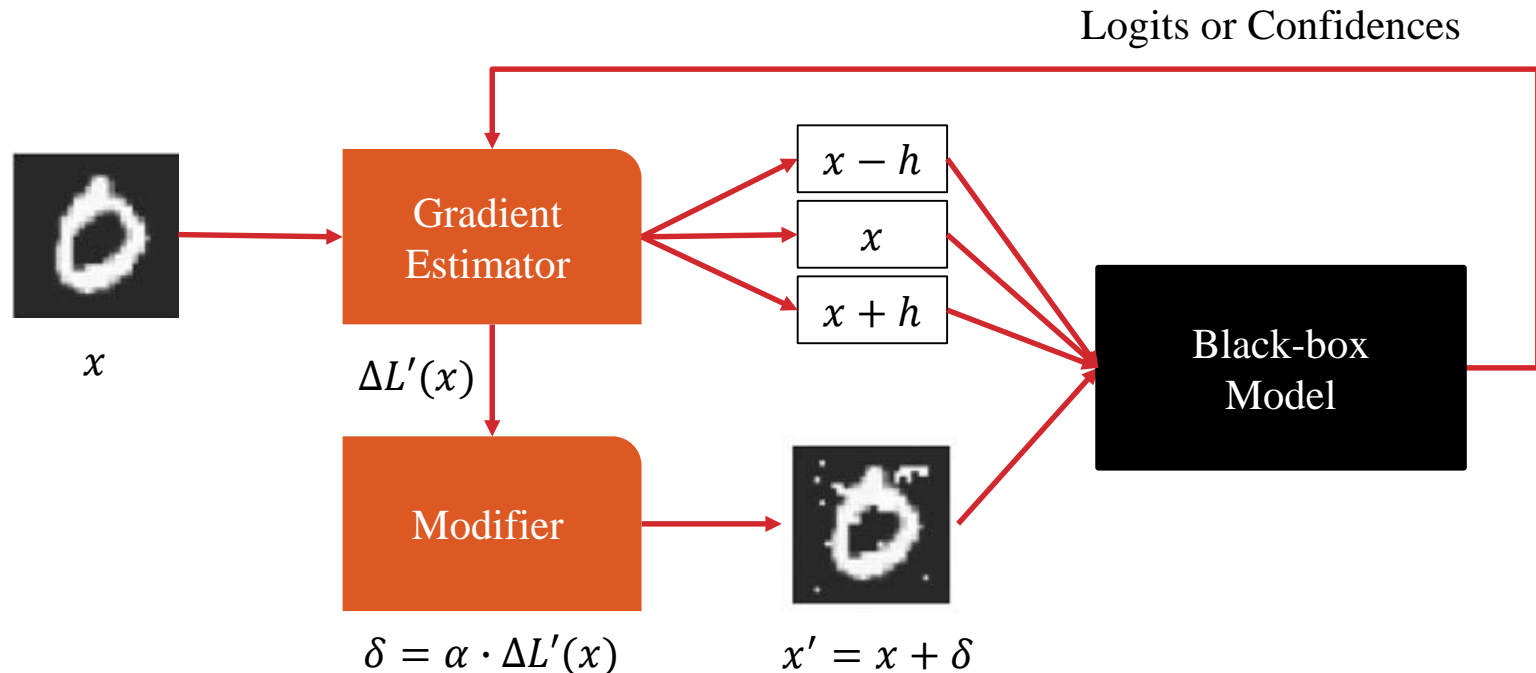 Logits or Confidences
Gradient
Estimator
𝑥 − ℎ
𝑥
𝑥 + ℎ
Black-box
Model
𝑥
Δ𝐿′(𝑥)
Modifier
𝛿 = 𝛼 · Δ𝐿′(𝑥)
𝑥′ = 𝑥 + 𝛿